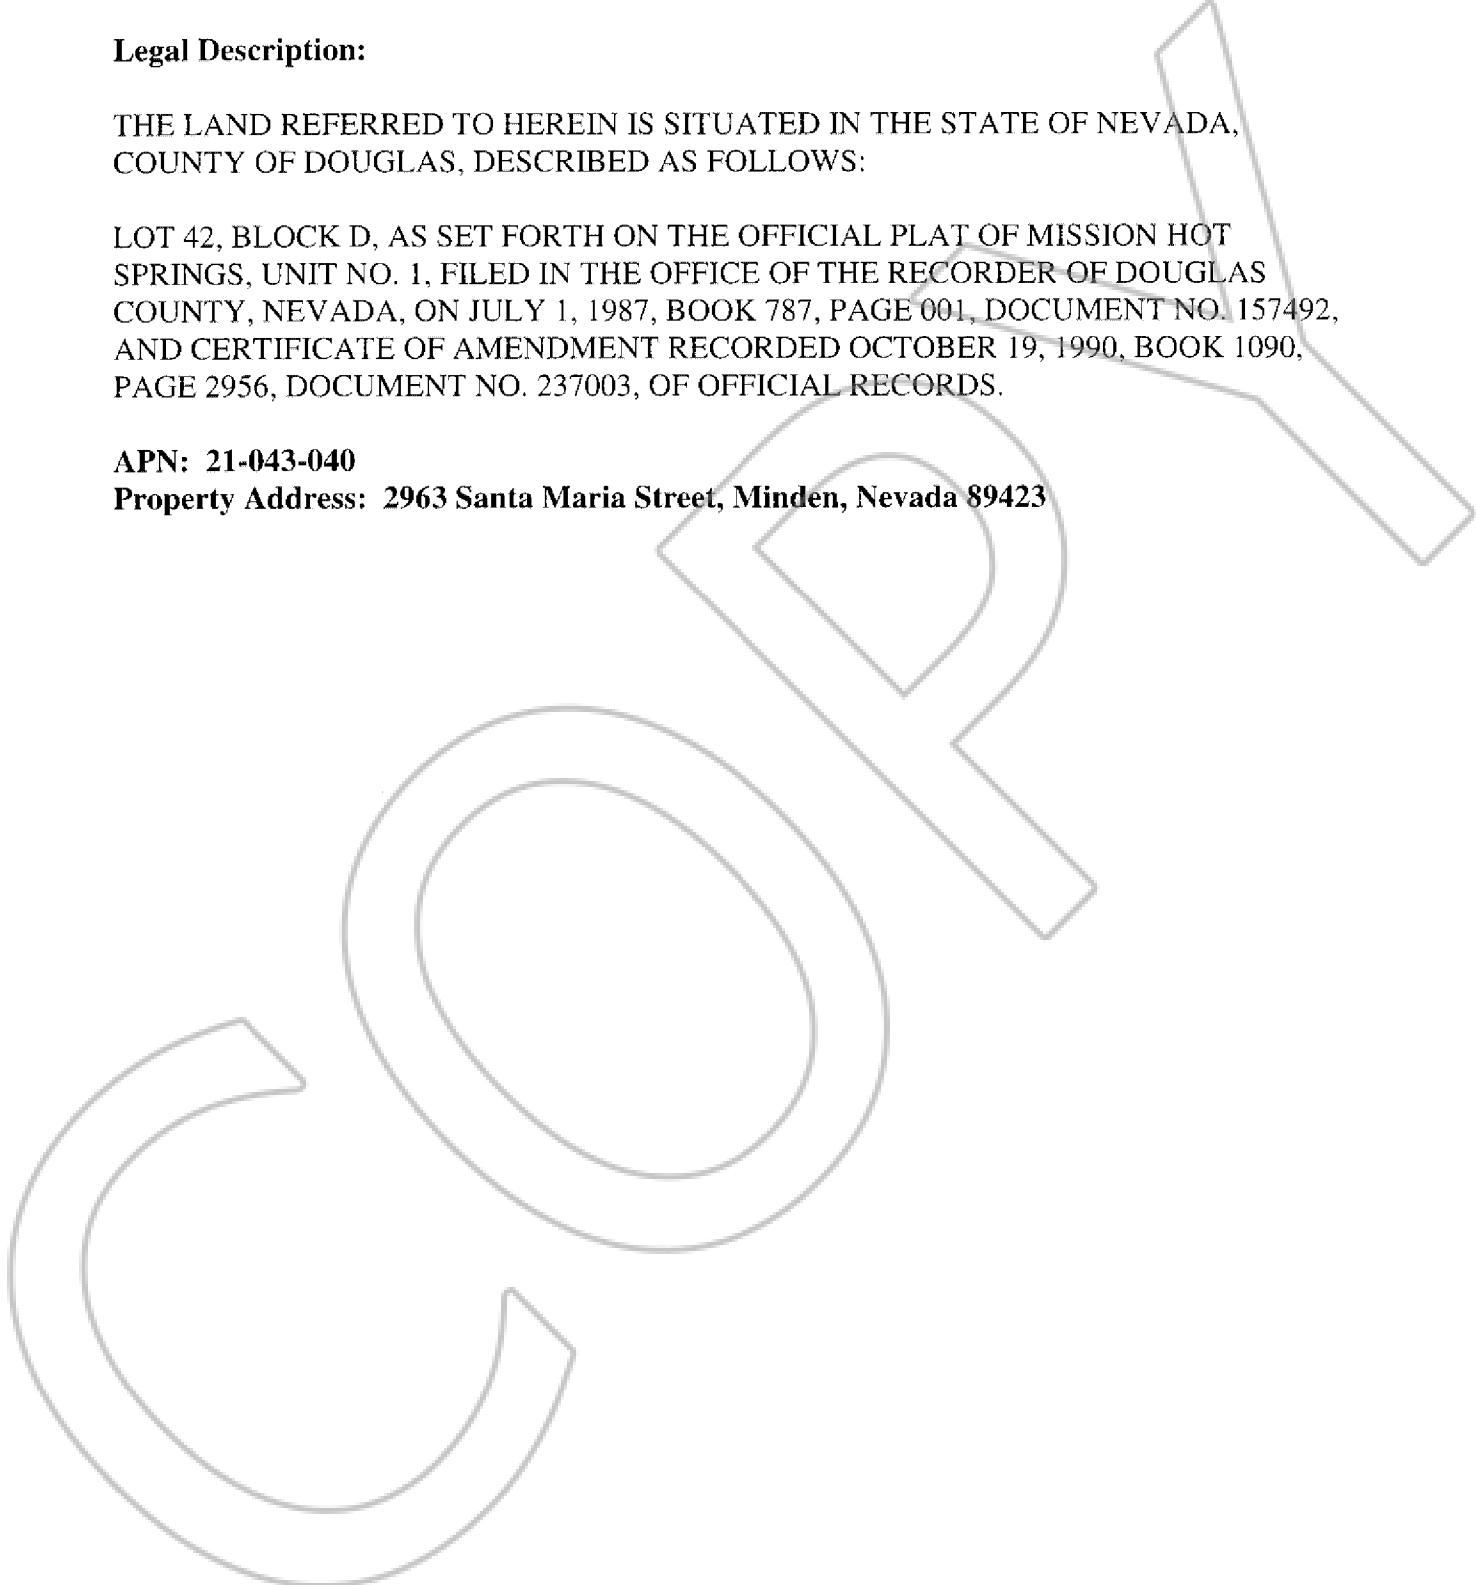 Legal Description:
THE LAND REFERRED TO HEREIN IS SITUATED IN THE STATE OF NEVADA,
COUNTY OF DOUGLAS, DESCRIBED AS FOLLOWS:
LOT 42, BLOCK D, AS SET FORTH ON THE OFFICIAL PLAT OF MISSION HOT
SPRINGS, UNIT NO. 1, FILED IN THE OFFICE OF THE RECORDER OF DOUGLAS
COUNTY, NEVADA, ON JULY 1, 1987, BOOK 787, PAGE 001, DOCUMENT NO. 157492,
AND CERTIFICATE OF AMENDMENT RECORDED OCTOBER 19, 1990, BOOK 1090,
PAGE 2956, DOCUMENT NO. 237003, OF OFFICIAL RECORDS.
APN: 21-043-040
Property Address: 2963 Santa Maria Street, Minden, Nevada 89423
COPY